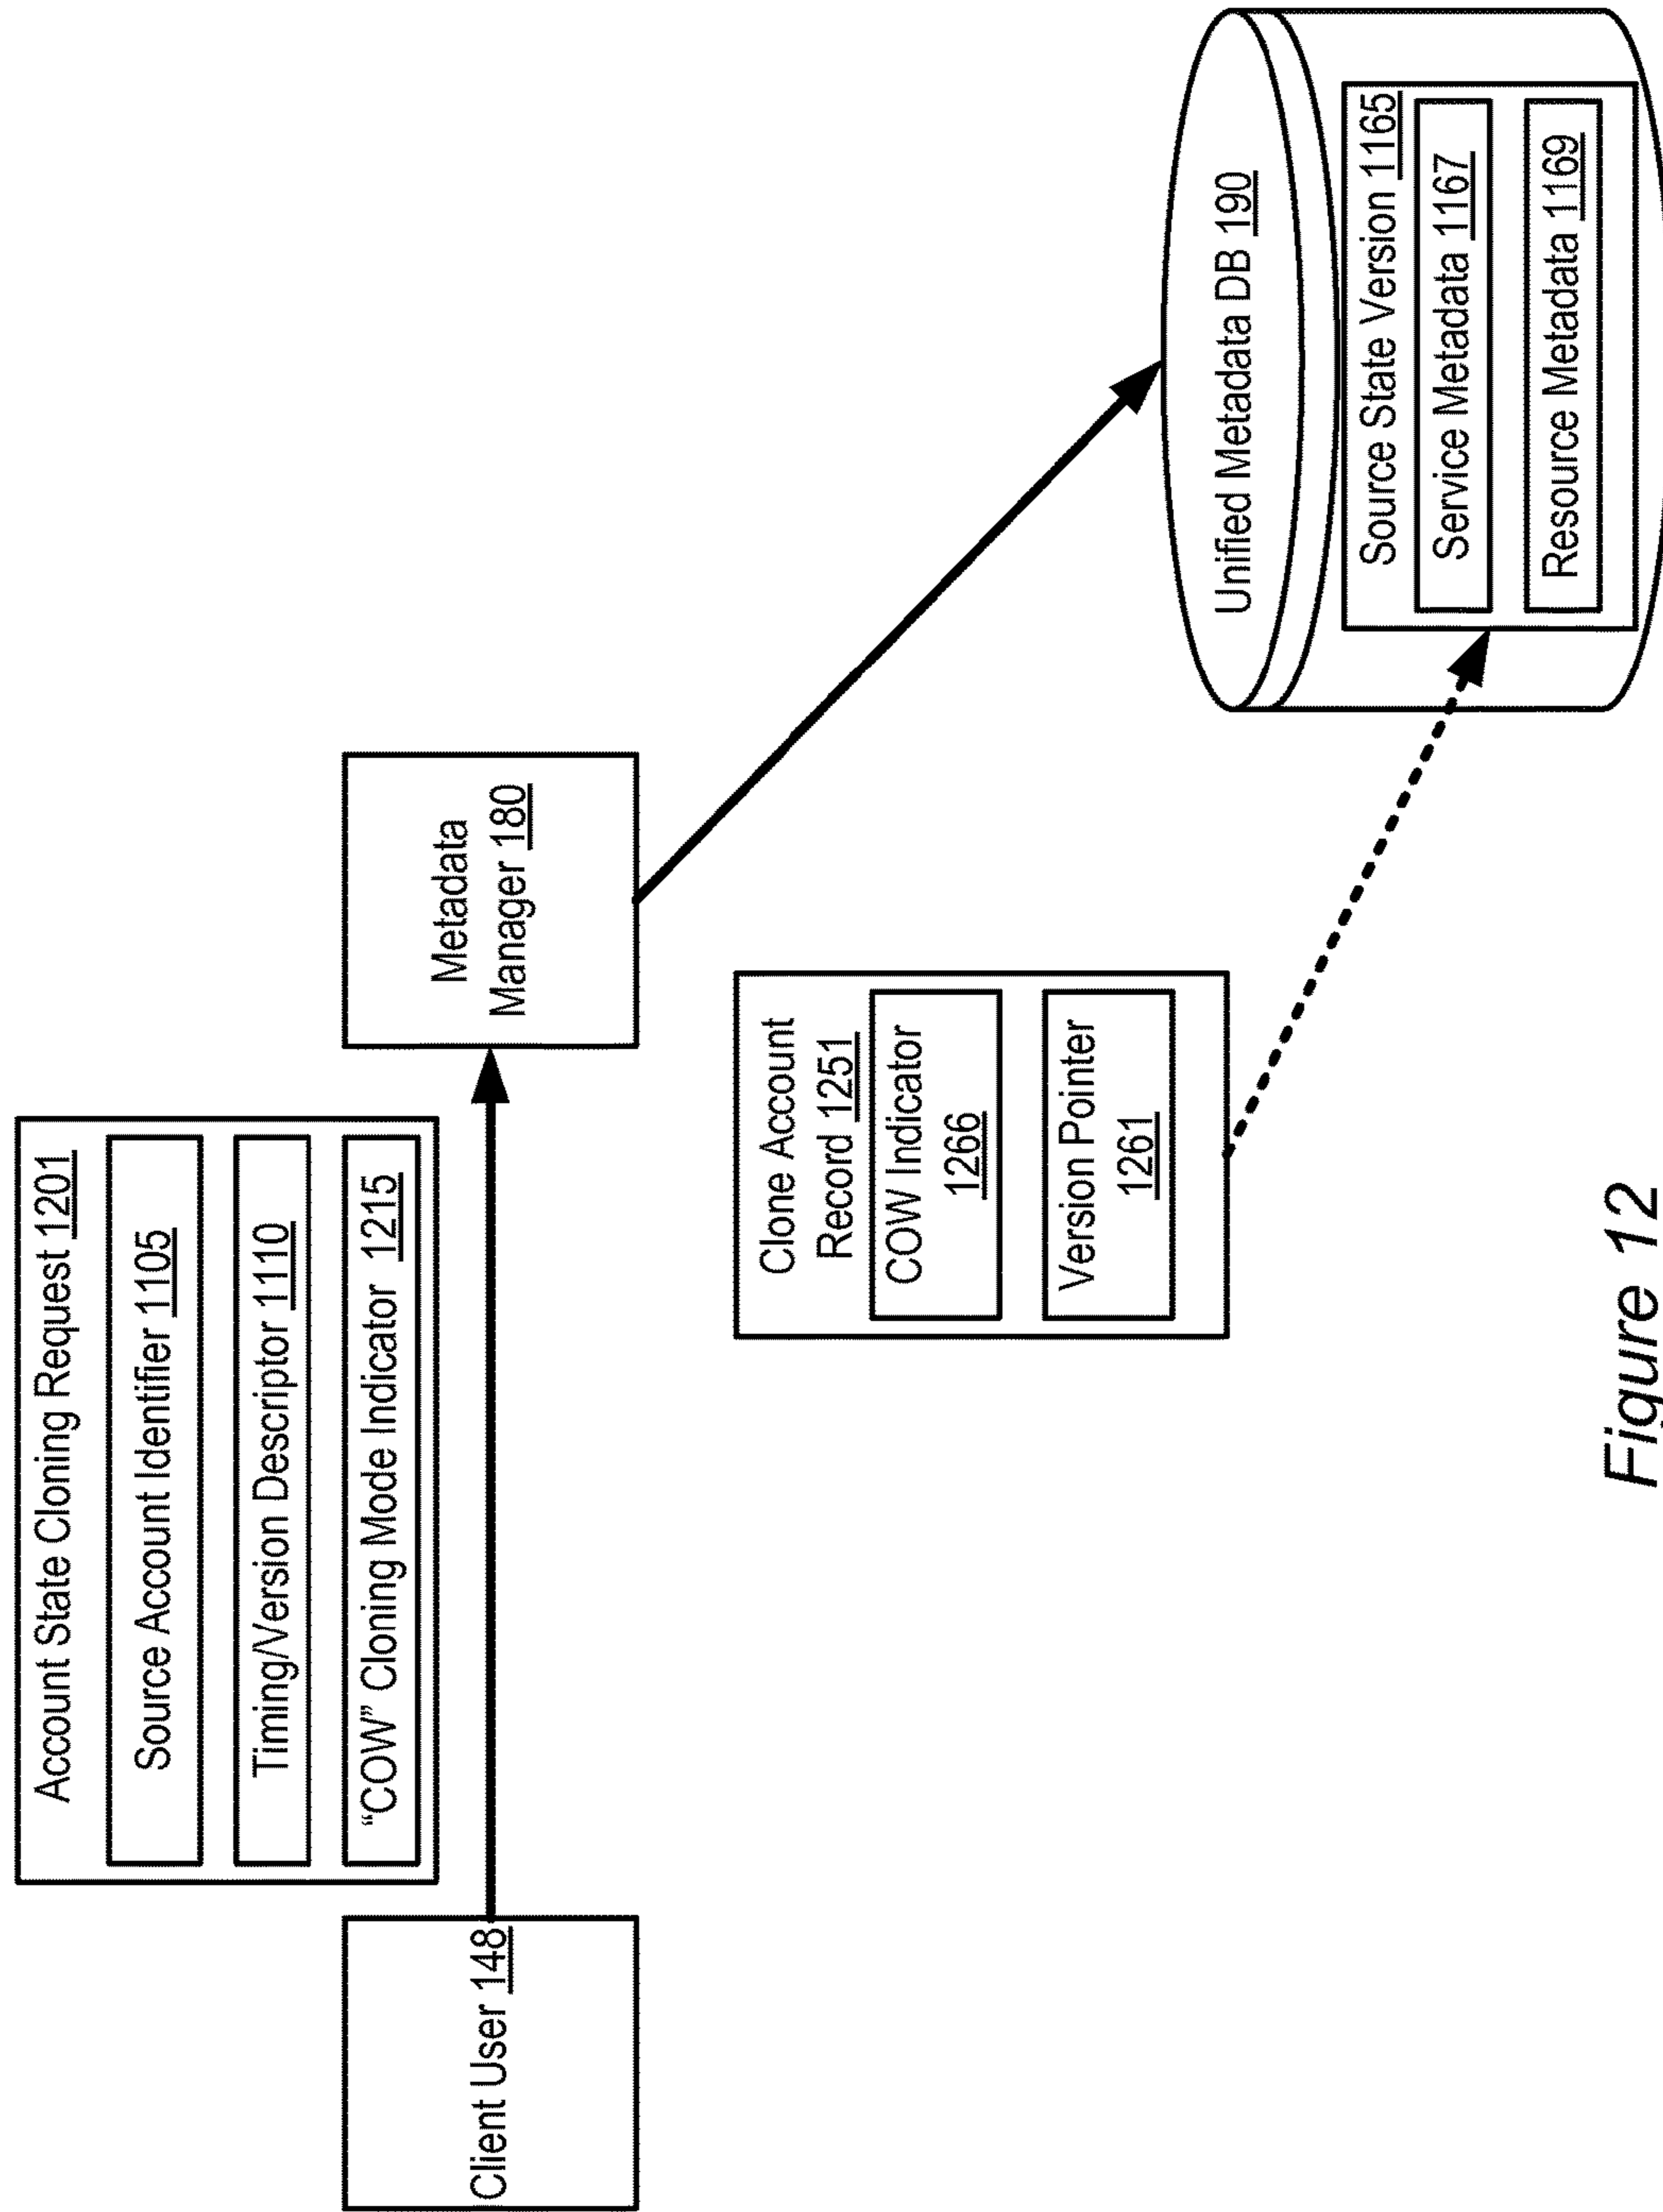 Account State Cloning Request 1201
Source Account Identifier 1105
Timing/Version Descriptor 1110
“COW” Cloning Mode Indicator 1215
Client User 148
Metadata
Manager 180
Clone Account
Record 1251
COW Indicator
1266
Version Pointer
1261
Unified Metadata DB 190
Source State Version 1165
Service Metadata 1167
Resource Metadata 1169
Figure 12